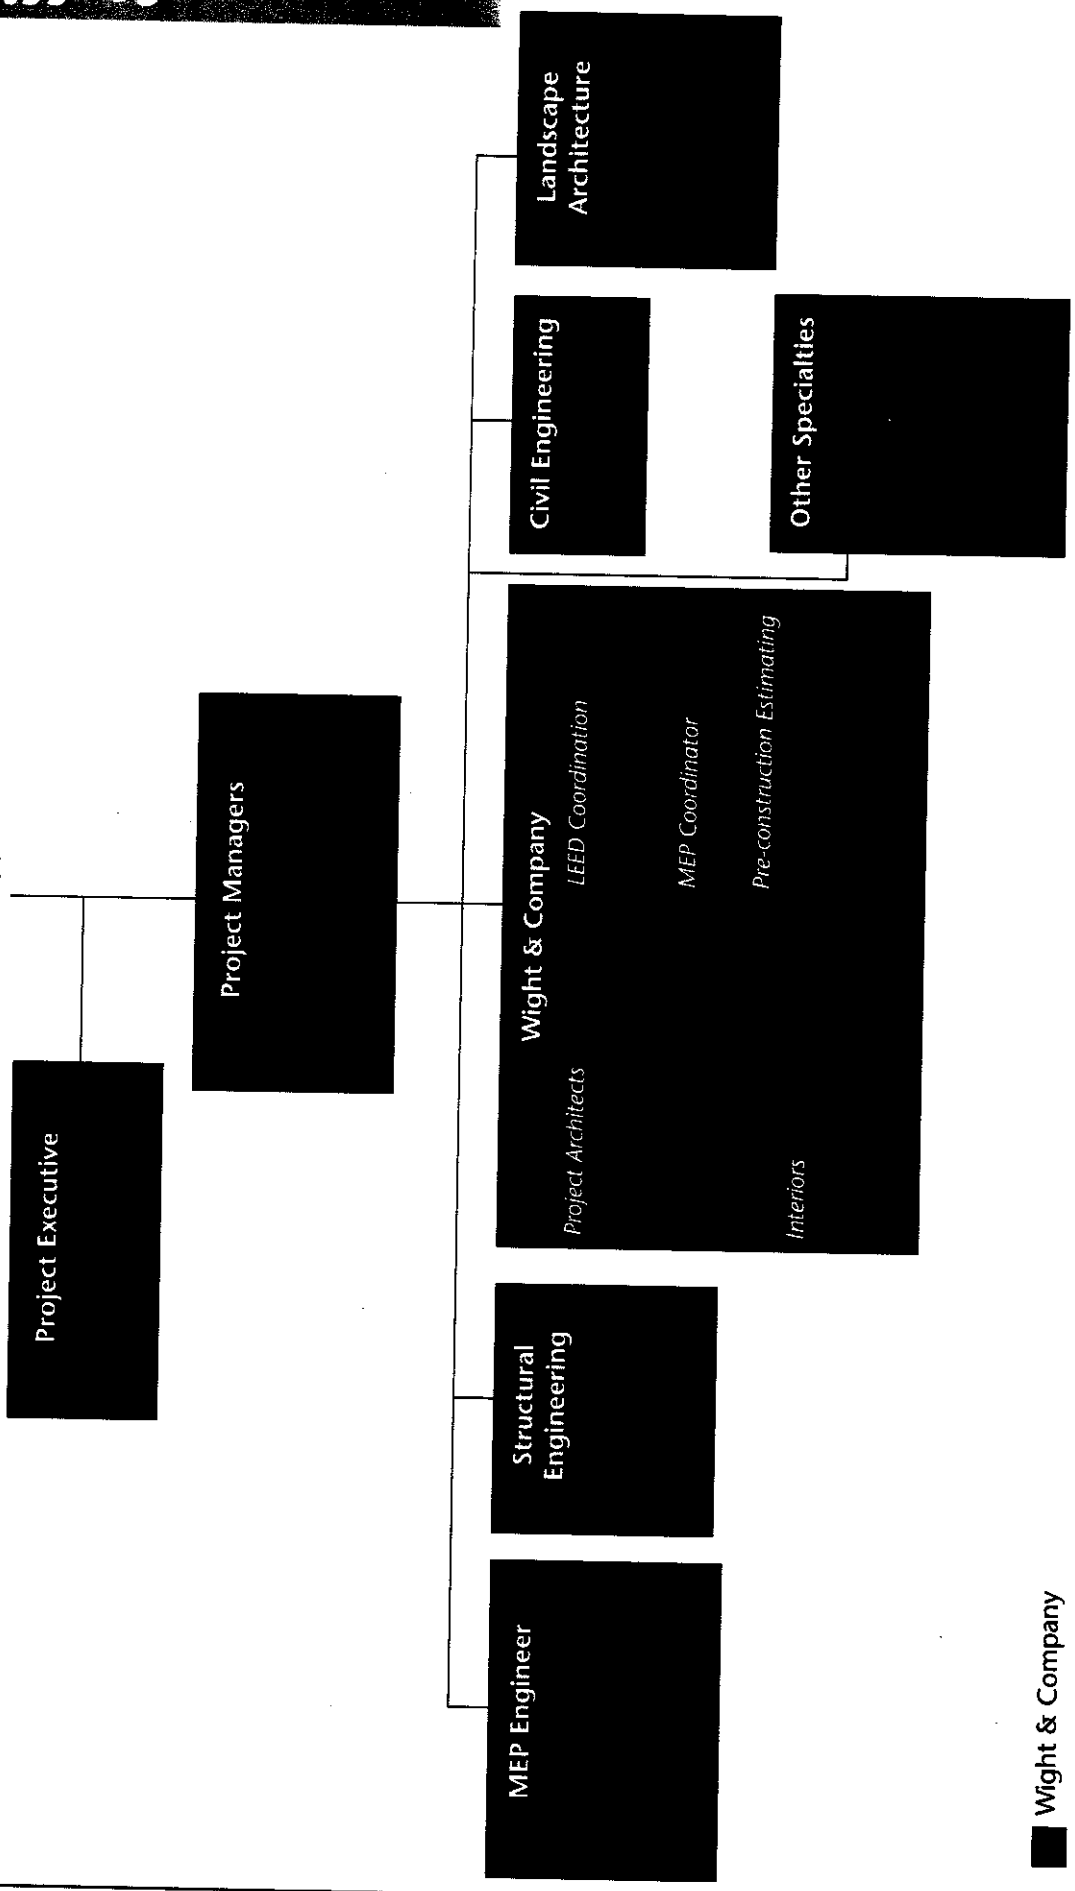 Project Executive
Project Managers
MEP Engineer
Structural
Engineering
Wight & Company
Project Architects
LEED Coordination
MEP Coordinator
Interiors
Pre-construction Estimating
Civil Engineering
Other Specialties
Landscape
Architecture
Wight & Company